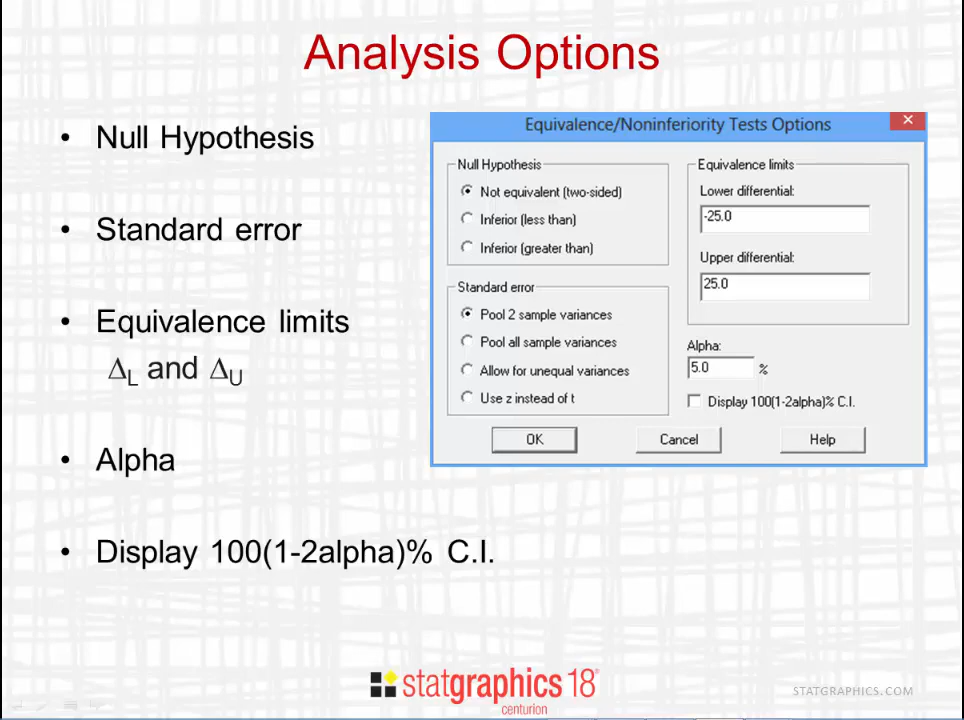 Analysis Options
• Null Hypothesis
• Standard error
• Equivalence limits
ΔL and ΔU
• Alpha
• Display 100(1-2alpha)% C.I.
Equivalence/Noninferiority Tests Options
Null Hypothesis
Not equivalent (two-sided)
Inferior (less than)
Inferior (greater than)
Standard error
Pool 2 sample variances
Pool all sample variances
Allow for unequal variances
Use z instead of t
Equivalence limits
Lower differential:
-25.0
Upper differential:
25.0
Alpha:
5.0 %
Display 100(1-2alpha)% C.I.
OK Cancel Help
statgraphics 18®
centurion
STATGRAPHICS.COM